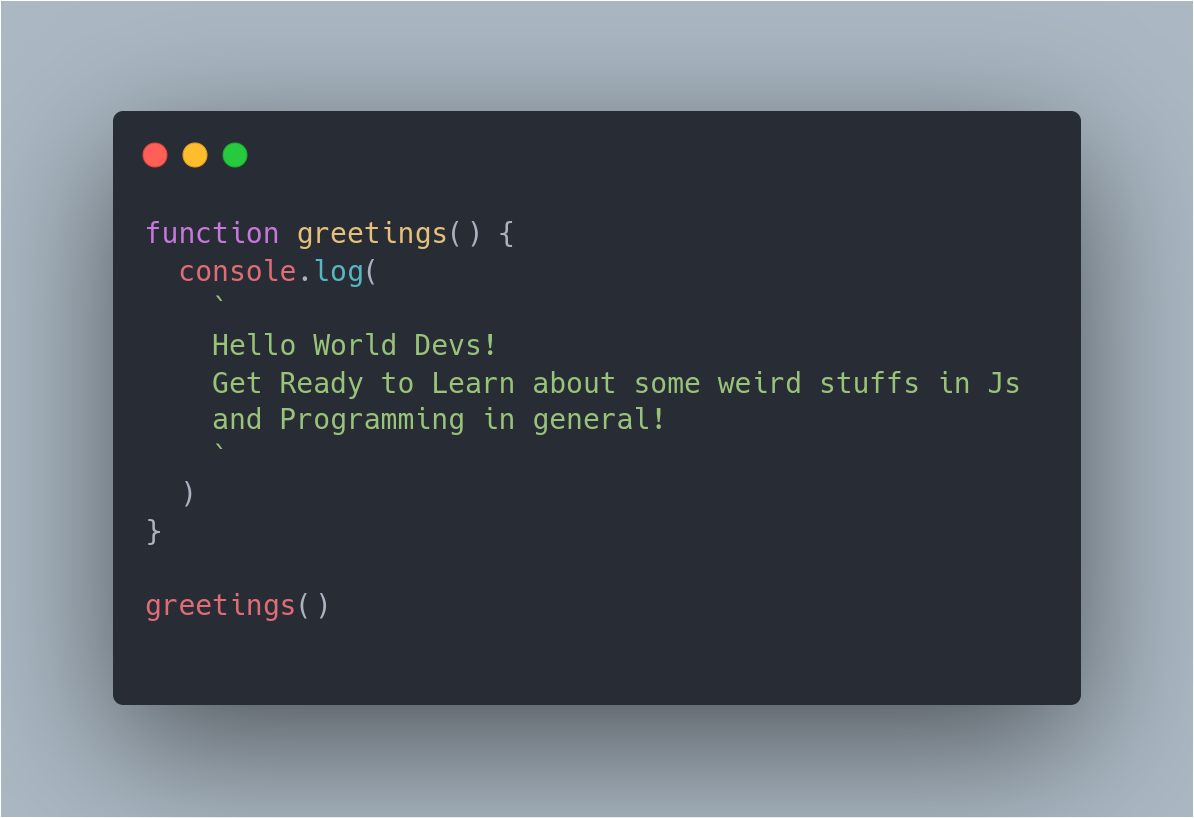 function greetings() {
  console.log(
    `
    Hello World Devs!
    Get Ready to Learn about some weird stuffs in Js
    and Programming in general!
    `
  )
}

greetings()